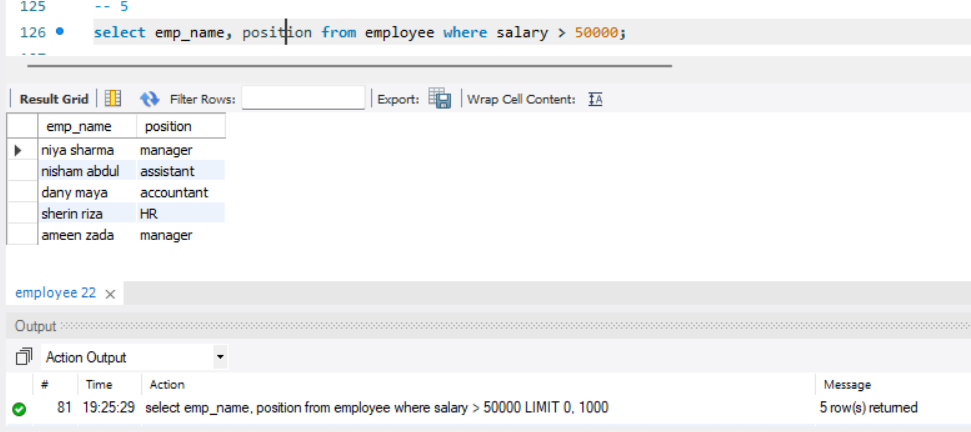 125 -- 5
126 select emp_name, position from employee where salary > 50000;
Result Grid Filter Rows: Export: Wrap Cell Content: IA
emp_name position
niya sharma manager
nisham abdul assistant
dany maya accountant
sherin riza HR
ameen zada manager
employee 22
Output
Action Output
# Time Action Message
81 19:25:29 select emp_name, position from employee where salary > 50000 LIMIT 0, 1000 5 row(s) returned